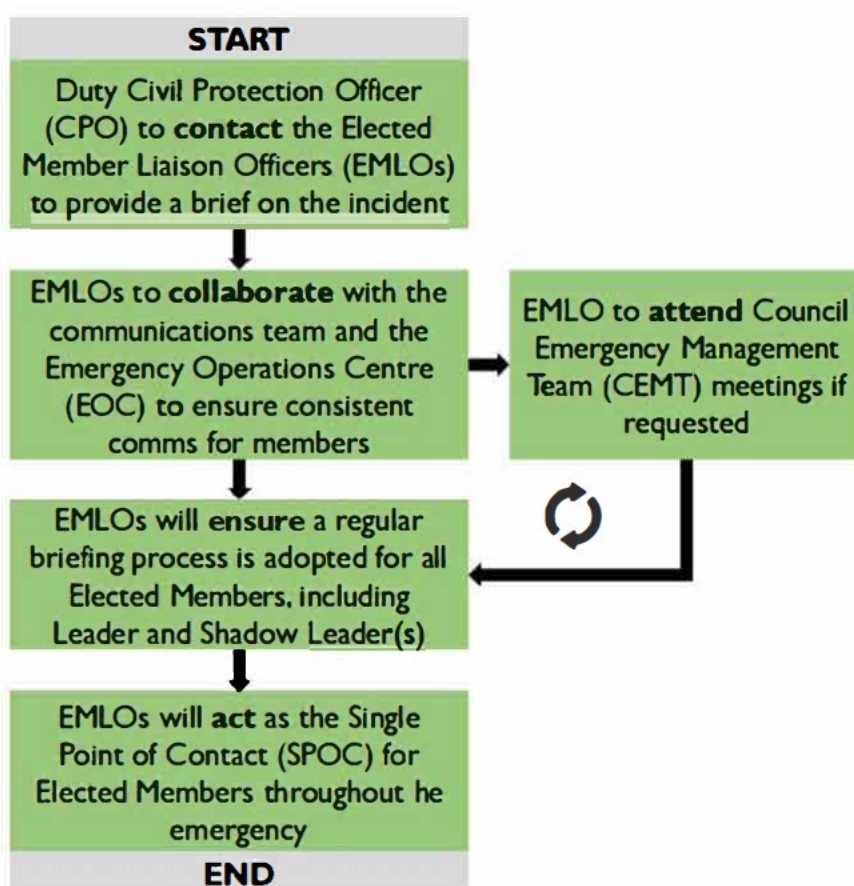 START
Duty Civil Protection Officer
(CPO) to contact the Elected
Member Liaison Officers (EMLOs)
to provide a brief on the incident
EMLOs to collaborate with the
communications team and the
Emergency Operations Centre
(EOC) to ensure consistent
comms for members
EMLO to attend Council
Emergency Management
Team (CEMT) meetings if
requested
EMLOs will ensure a regular
briefing process is adopted for all
Elected Members, including
Leader and Shadow Leader(s)
EMLOs will act as the Single
Point of Contact (SPOC) for
Elected Members throughout he
emergency
END